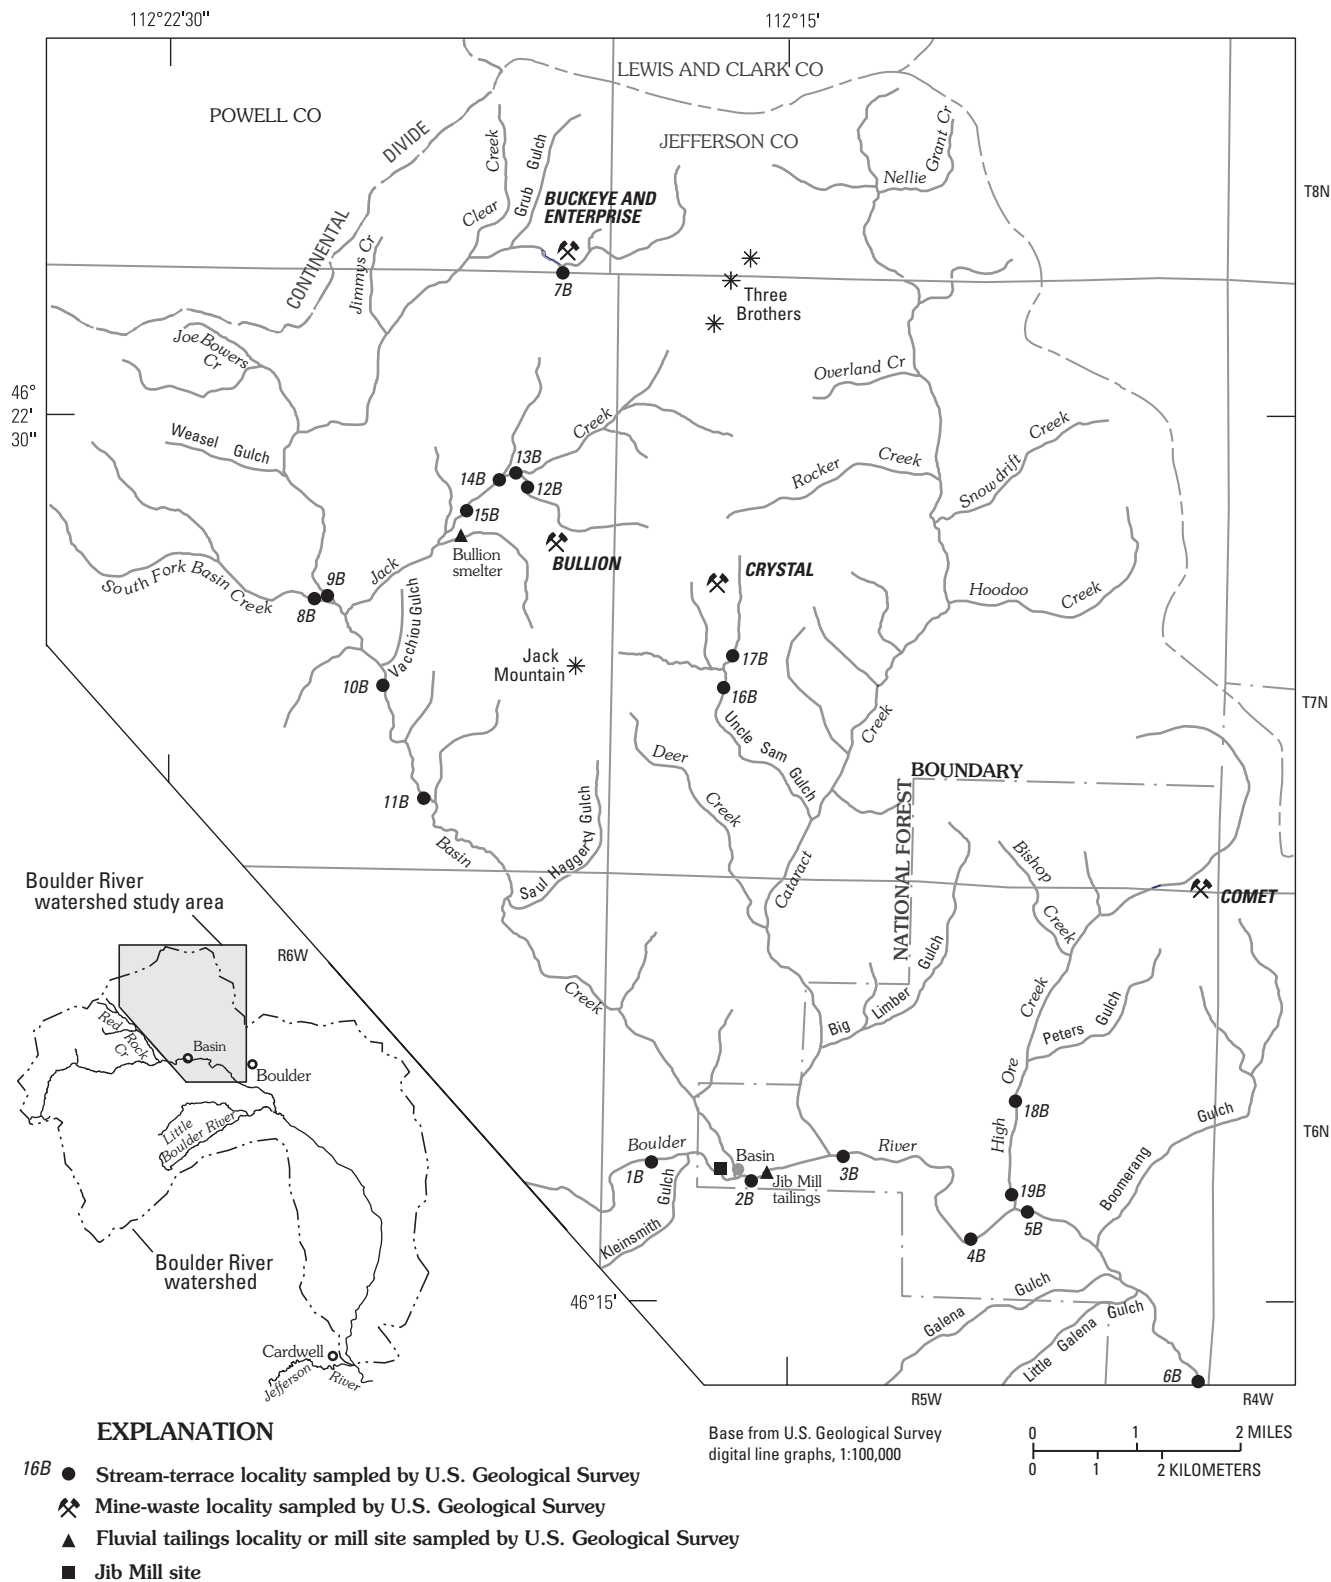 112°22'30"
112°15'
LEWIS AND CLARK CO
POWELL CO
JEFFERSON CO
CONTINENTAL DIVIDE
Clear Creek
Grub Gulch
Nellie Grant Cr
T8N
BUCKEYE AND
ENTERPRISE
Jimmys Cr
7B
Three
Brothers
Joe Bowers
Cr
Overland Cr
46°
22'
30"
Weasel Gulch
Creek
13B
14B
12B
15B
Rocker Creek
Snowdrift Creek
Bullion
smelter
BULLION
Jack
South Fork Basin Creek
9B
8B
CRYSTAL
Hoodoo Creek
Vacchiou Gulch
Jack
Mountain
17B
10B
16B
T7N
Uncle Sam Gulch
Creek
Deer Creek
NATIONAL FOREST
BOUNDARY
11B
Basin
Saul Haggerty Gulch
Cataract
Bishop Creek
COMET
Boulder River
watershed study area
R6W
Creek
Big Limber Gulch
Creek
Peters Gulch
Red Rock
Cr
Basin
Boulder
Ore
18B
High
Gulch
T6N
Little
Boulder River
Boulder
River
1B
Basin
3B
Kleinsmith Gulch
2B
Jib Mill
tailings
Boomerang
19B
5B
4B
Boulder River
watershed
46°15'
Galena Gulch
Little Galena Gulch
Cardwell
Jefferson River
6B
R5W
R4W
EXPLANATION
Base from U.S. Geological Survey
digital line graphs, 1:100,000
0 1 2 MILES
0 1 2 KILOMETERS
16B Stream-terrace locality sampled by U.S. Geological Survey
Mine-waste locality sampled by U.S. Geological Survey
Fluvial tailings locality or mill site sampled by U.S. Geological Survey
Jib Mill site